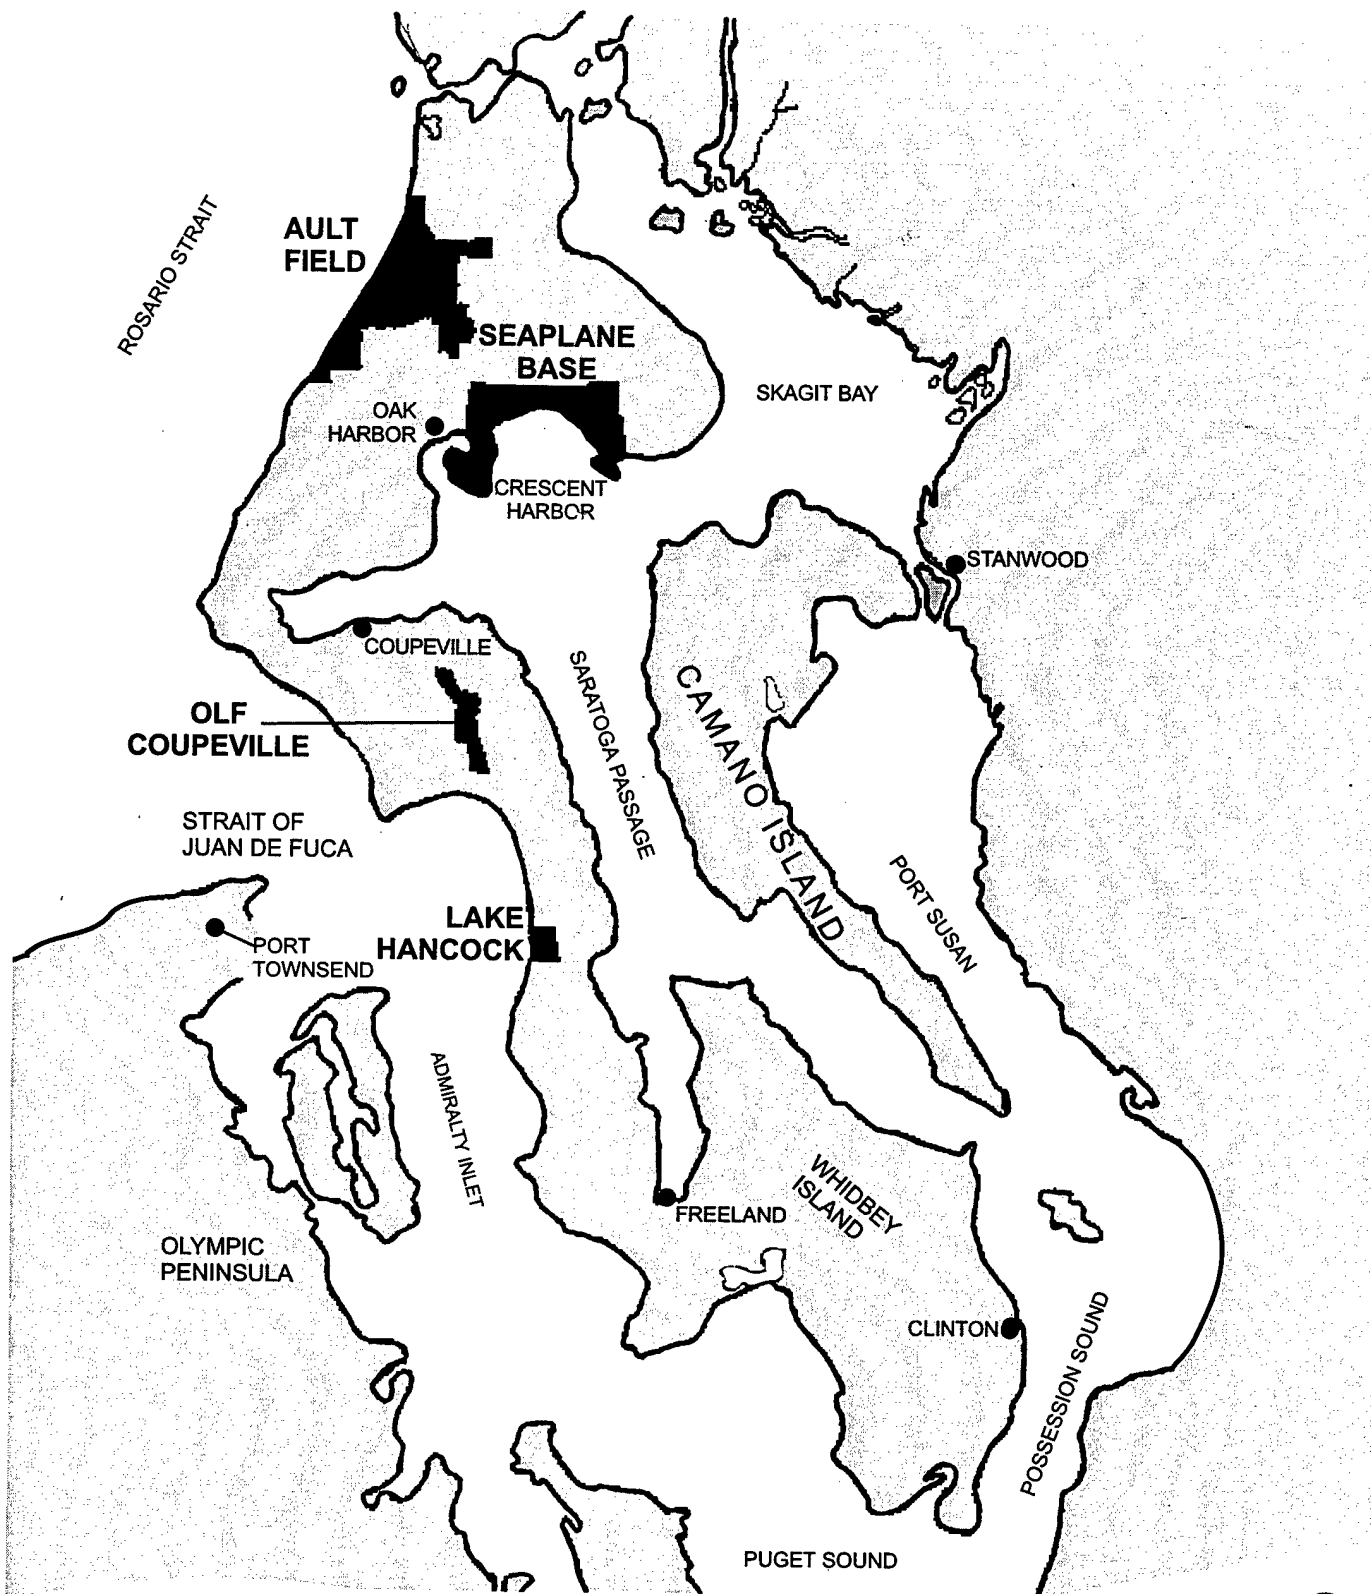 ROSARIO STRAIT
AULT
FIELD
SEAPLANE
BASE
OAK
HARBOR
SKAGIT BAY
CRESCENT
HARBOR
STANWOOD
COUPEVILLE
SARATOGA PASSAGE
CAMANO ISLAND
OLF
COUPEVILLE
STRAIT OF
JUAN DE FUCA
PORT SUSAN
LAKE
HANCOCK
PORT
TOWNSEND
ADMIRALTY INLET
WHIDBEY
ISLAND
FREELAND
OLYMPIC
PENINSULA
CLINTON
POSSESSION SOUND
PUGET SOUND